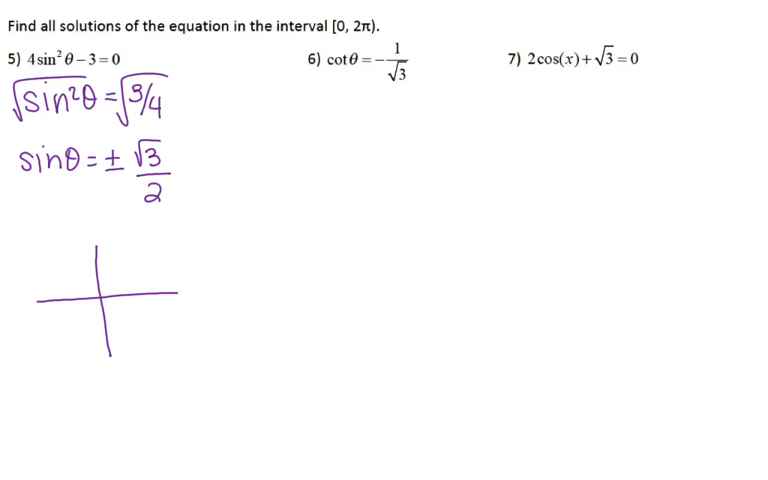 Find all solutions of the equation in the interval [0, 2π).
5) 4sin²θ − 3 = 0
6) cotθ = −1/√3
7) 2cos(x) + √3 = 0
√sin²θ = √3/4
sinθ = ± √3/2